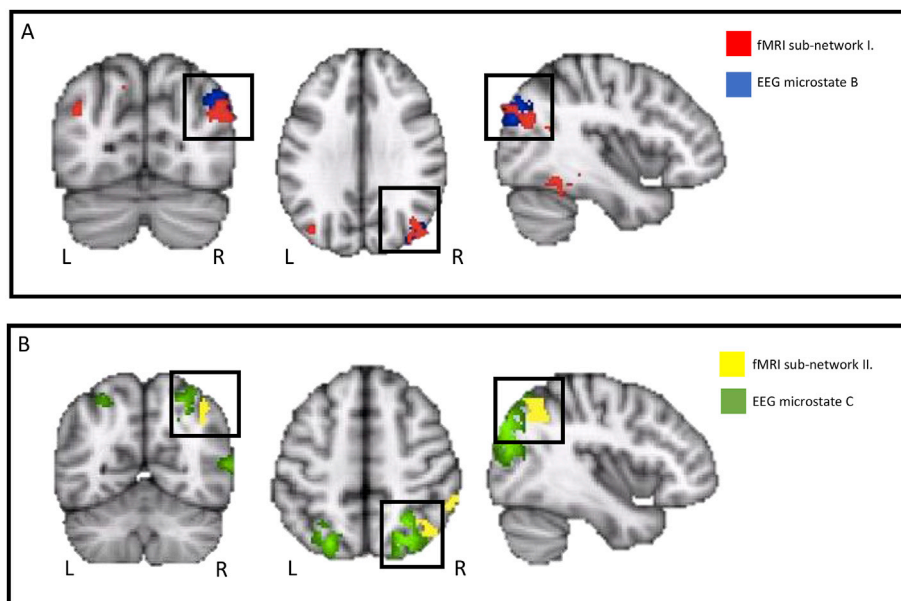 A
fMRI sub-network I.
EEG microstate B
L
R
L
R
B
fMRI sub-network II.
EEG microstate C
L
R
L
R